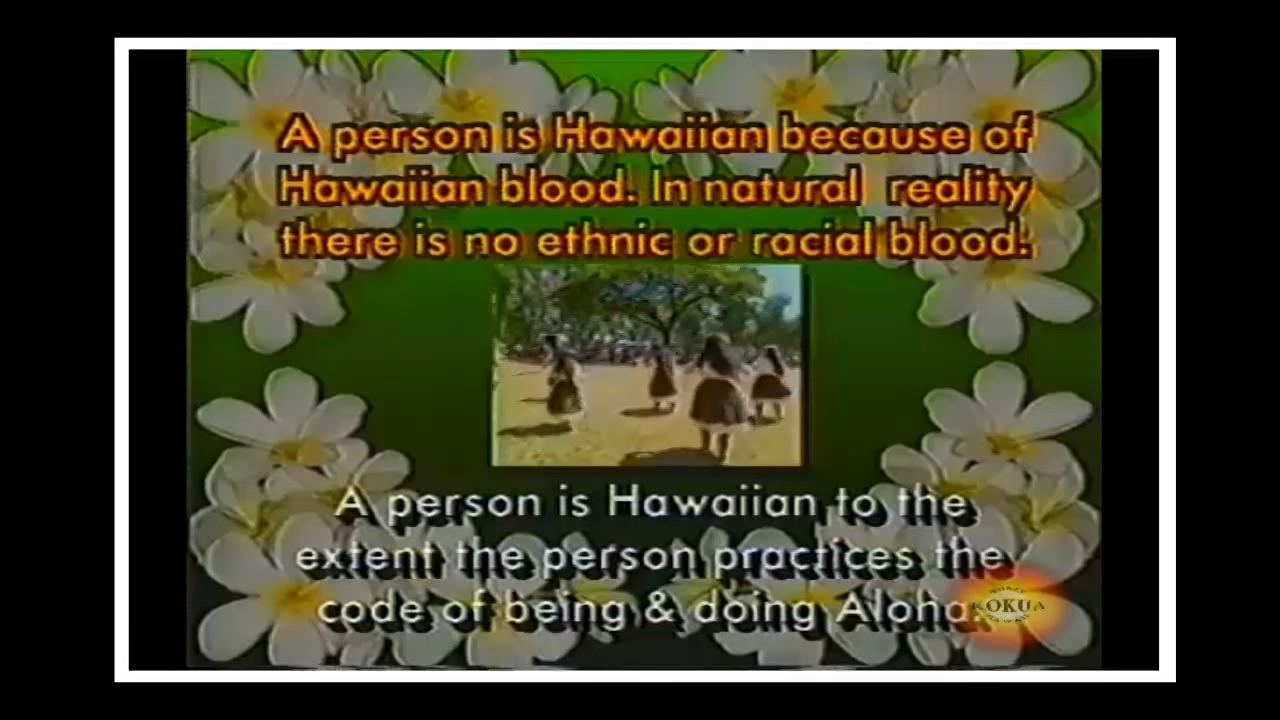 A person is Hawaiian because of
Hawaiian blood. In natural reality
there is no ethnic or racial blood.
A person is Hawaiian to the
extent the person practices the
code of being & doing Aloha.
KOKUA